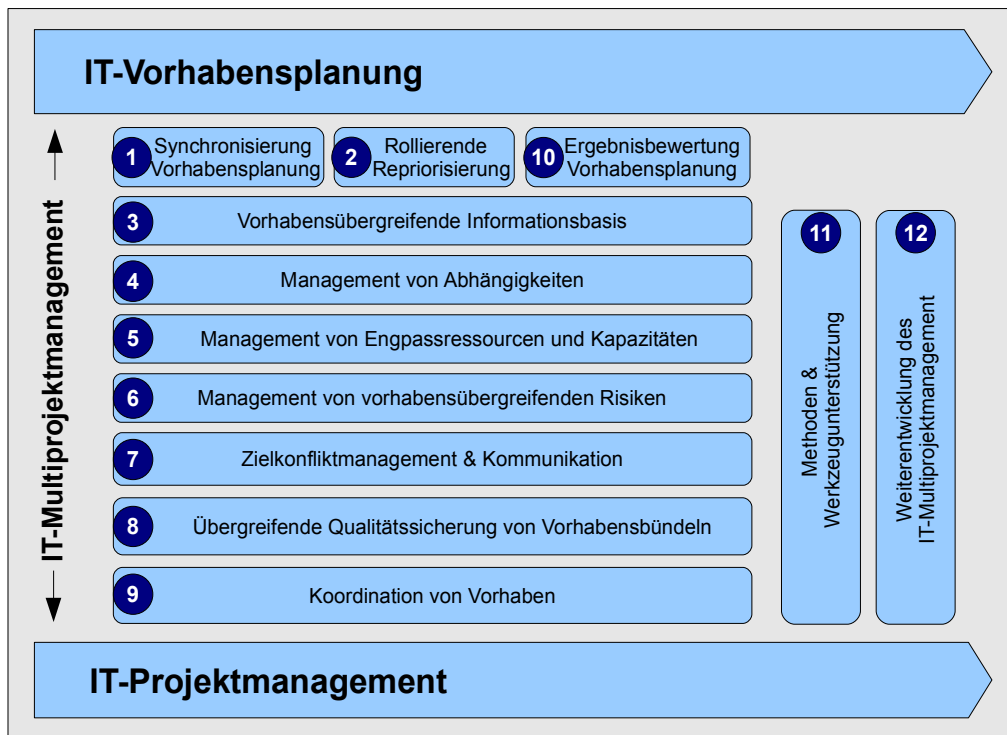 IT-Vorhabensplanung
IT-Multiprojektmanagement
1
Synchronisierung
Vorhabensplanung
2
Rollierende
Repriorisierung
10
Ergebnisbewertung
Vorhabensplanung
3
Vorhabensübergreifende Informationsbasis
4
Management von Abhängigkeiten
5
Management von Engpassressourcen und Kapazitäten
6
Management von vorhabensübergreifenden Risiken
7
Zielkonfliktmanagement & Kommunikation
8
Übergreifende Qualitätssicherung von Vorhabensbündeln
9
Koordination von Vorhaben
11
Methoden &
Werkzeugunterstützung
12
Weiterentwicklung des
IT-Multiprojektmanagement
IT-Projektmanagement